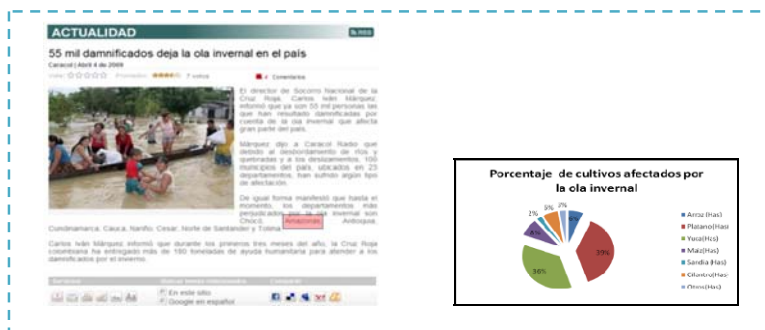 ACTUALIDAD
RSS
55 mil damnificados deja la ola invernal en el país
Caracol | Abril 4 de 2009
7 votos
Comentarios
El director de Socorro Nacional de la
Cruz Roja, Carlos Iván Márquez,
informó que ya son 55 mil personas las
que han resultado damnificadas por
cuenta de la ola invernal que afecta
gran parte del país.
Márquez dijo a Caracol Radio que
debido al desbordamiento de ríos y
quebradas y a los deslizamientos, 100
municipios del país, ubicados en 23
departamentos, han sufrido algún tipo
de afectación.
De igual forma manifestó que hasta el
momento, los departamentos más
perjudicados por la ola invernal son
Chocó, Amazonas, Antioquia,
Cundinamarca, Cauca, Nariño, Cesar, Norte de Santander y Tolima.
Carlos Iván Márquez informó que durante los primeros tres meses del año, la Cruz Roja
colombiana ha entregado más de 180 toneladas de ayuda humanitaria para atender a los
damnificados por el invierno.
Servicios
Compartir
En este sitio
Google en español
Porcentaje de cultivos afectados por
la ola invernal
5%
39%
36%
8%
Arroz (Has)
Platano(Has)
Yuca(Hcs)
Maíz(Has)
Sandia (Has)
Cilantro(Has)
Otros(Has)